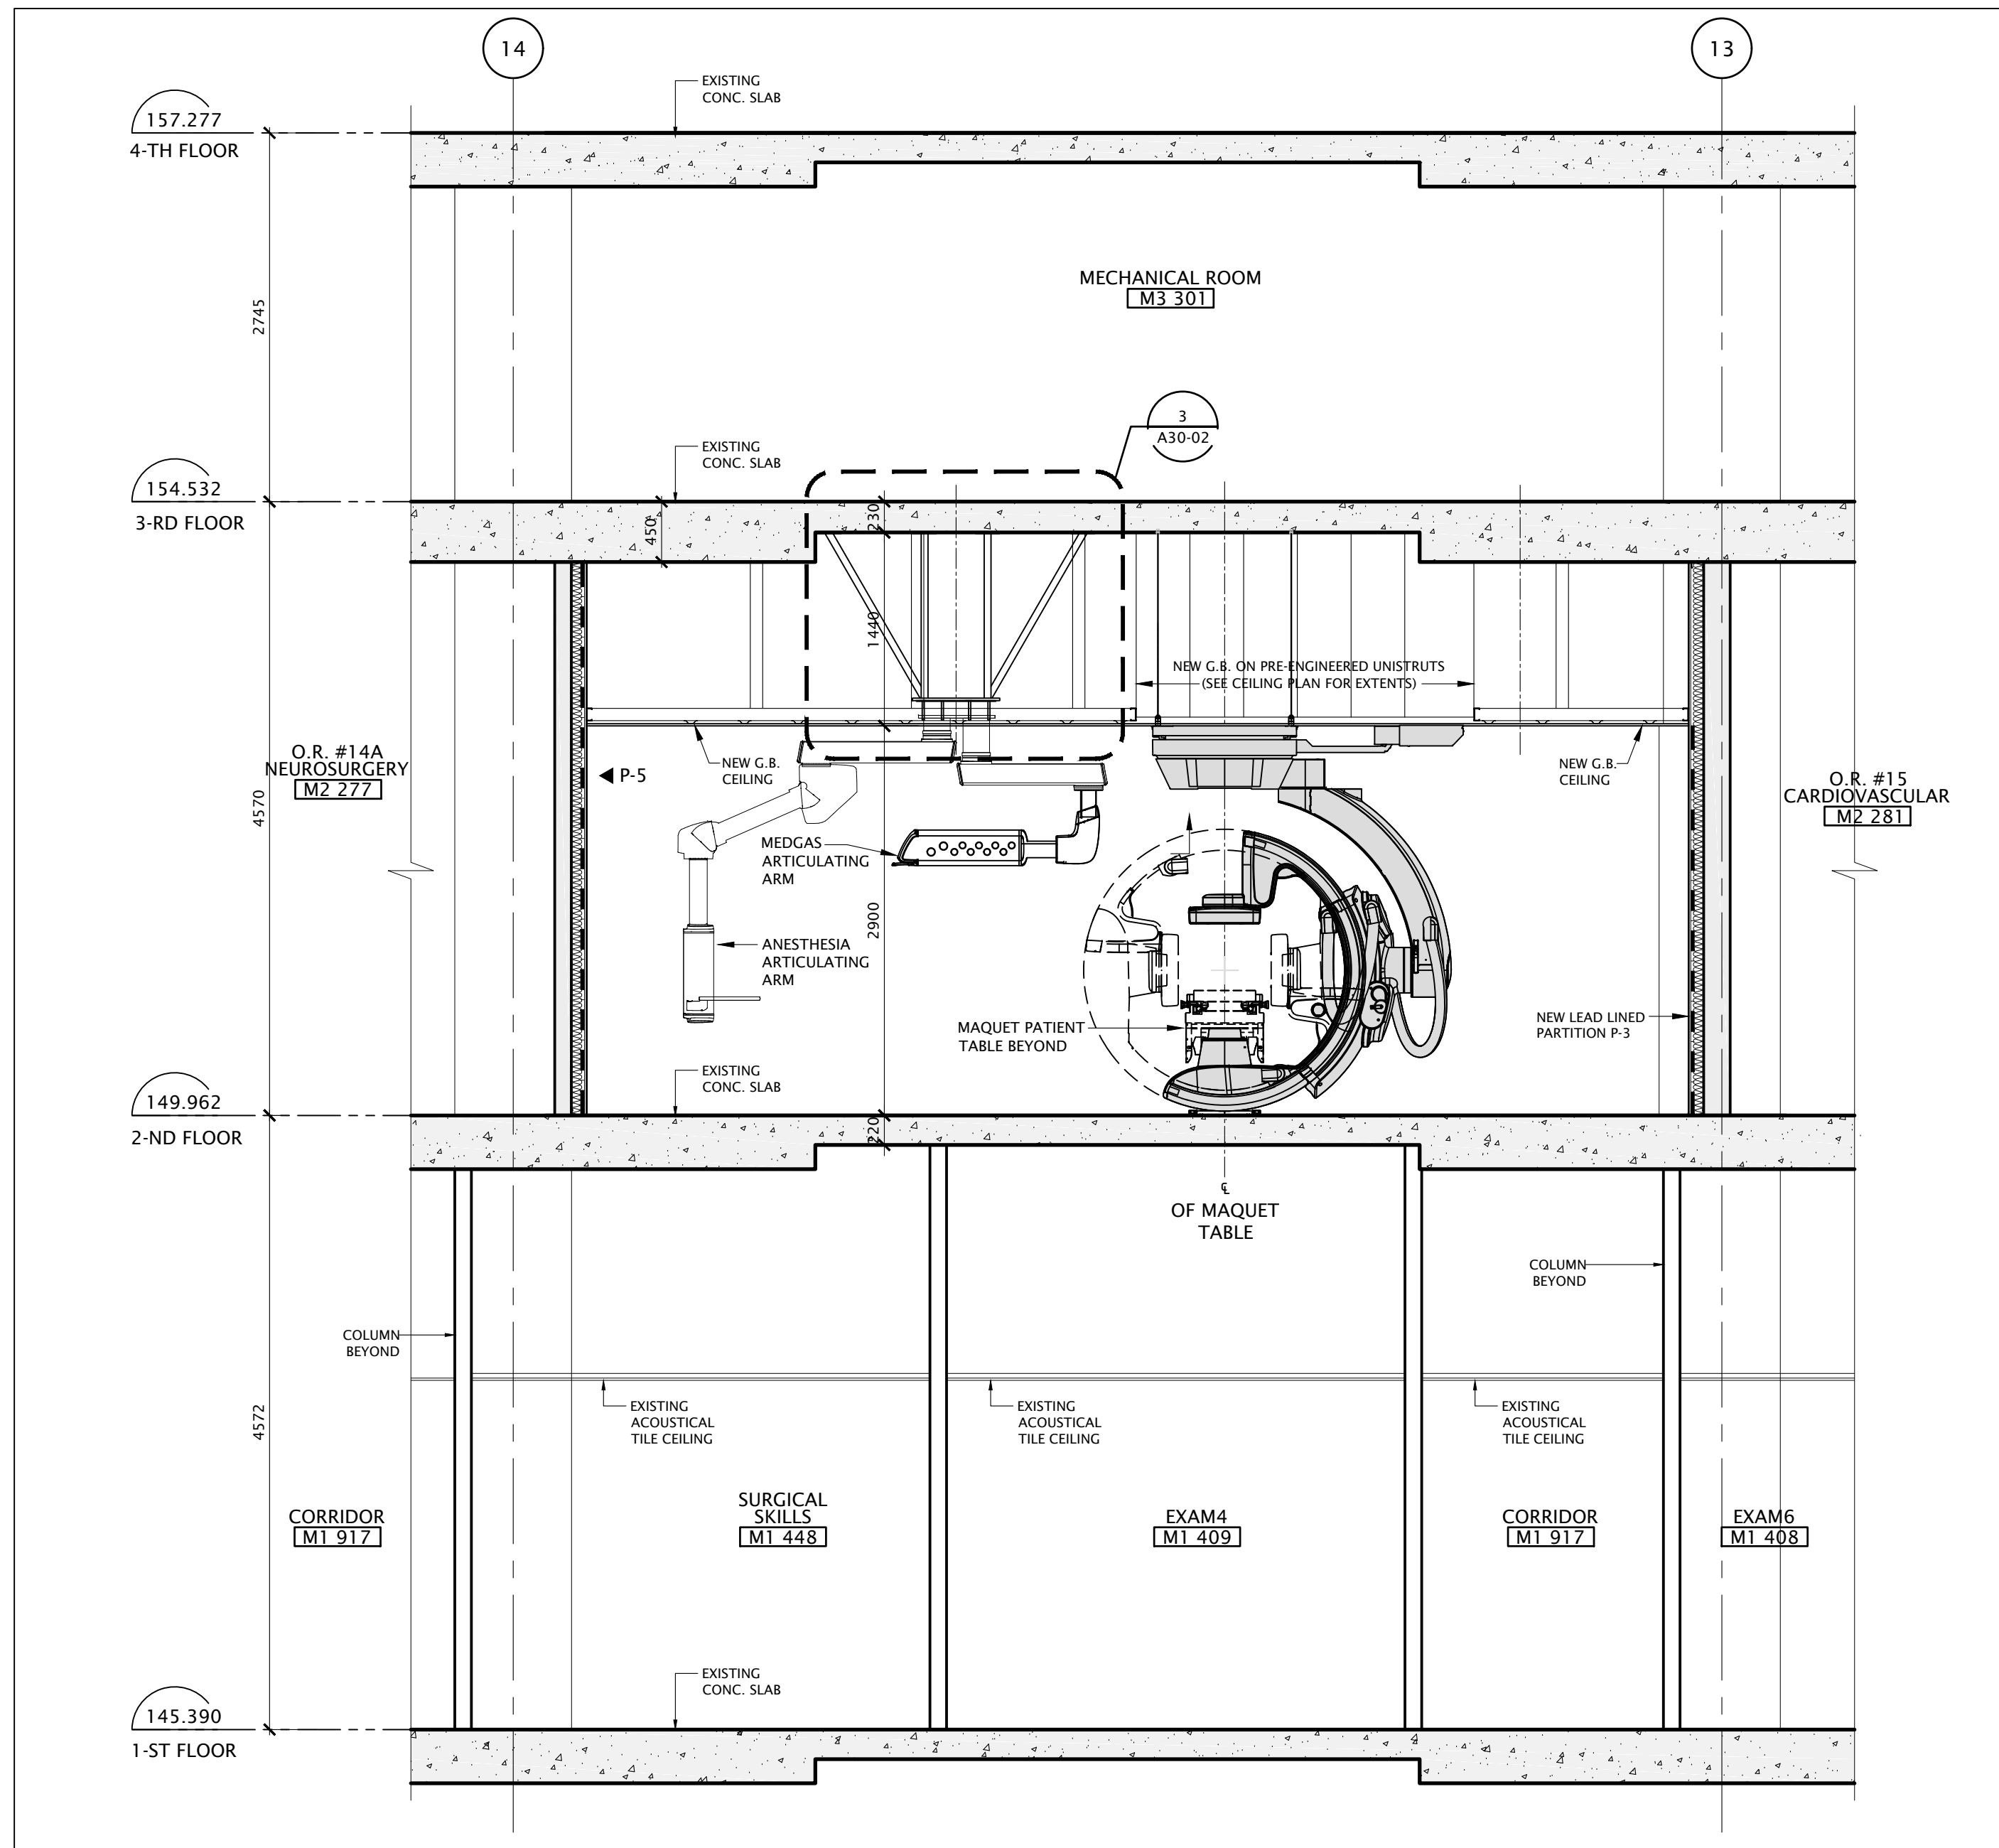 14
13
EXISTING
CONC. SLAB
157.277
4-TH FLOOR
2745
MECHANICAL ROOM
M3 301
3
A30-02
EXISTING
CONC. SLAB
154.532
3-RD FLOOR
450
230
1440
NEW G.B. ON PRE-ENGINEERED UNISTRUTS
(SEE CEILING PLAN FOR EXTENTS)
O.R. #14A
NEUROSURGERY
M2 277
P-5
NEW G.B.
CEILING
NEW G.B.
CEILING
O.R. #15
CARDIOVASCULAR
M2 281
4570
MEDGAS
ARTICULATING
ARM
2900
ANESTHESIA
ARTICULATING
ARM
MAQUET PATIENT
TABLE BEYOND
NEW LEAD LINED
PARTITION P-3
EXISTING
CONC. SLAB
149.962
2-ND FLOOR
220
℄
OF MAQUET
TABLE
COLUMN
BEYOND
COLUMN
BEYOND
4572
EXISTING
ACOUSTICAL
TILE CEILING
EXISTING
ACOUSTICAL
TILE CEILING
EXISTING
ACOUSTICAL
TILE CEILING
CORRIDOR
M1 917
SURGICAL
SKILLS
M1 448
EXAM4
M1 409
CORRIDOR
M1 917
EXAM6
M1 408
EXISTING
CONC. SLAB
145.390
1-ST FLOOR